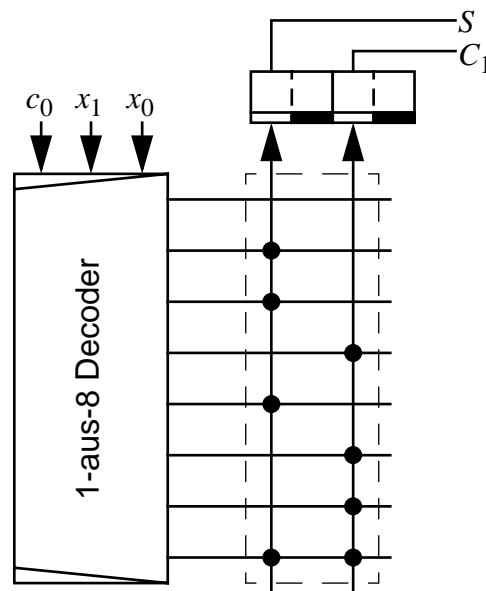 S
C₁
c₀ x₁ x₀
1-aus-8 Decoder